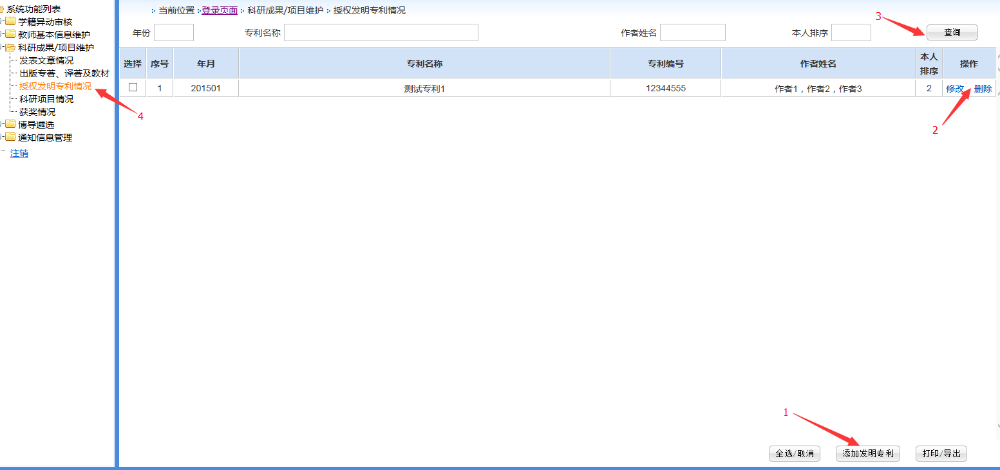 系统功能列表
学籍异动审核
教师基本信息维护
科研成果/项目维护
发表文章情况
出版专著、译著及教材
授权发明专利情况
科研项目情况
获奖情况
博导遴选
通知信息管理
注销
4
当前位置 登录页面 科研成果/项目维护 授权发明专利情况
3
年份 专利名称 作者姓名 本人排序 查询
选择 序号 年月 专利名称 专利编号 作者姓名 本人排序 操作
1 201501 测试专利1 12344555 作者1，作者2，作者3 2 修改 删除
2
1
全选/取消 添加发明专利 打印/导出